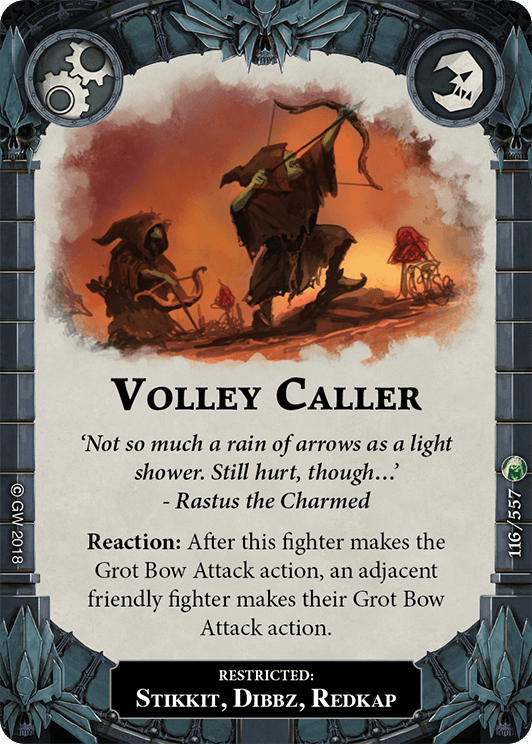 Volley Caller
‘Not so much a rain of arrows as a light
shower. Still hurt, though…’
- Rastus the Charmed
Reaction: After this fighter makes the
Grot Bow Attack action, an adjacent
friendly fighter makes their Grot Bow
Attack action.
Restricted:
Stikkit, Dibbz, Redkap
© GW 2018
116/557